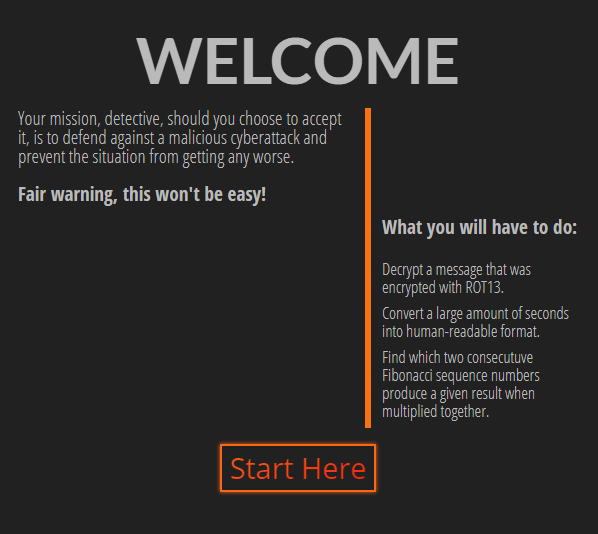 WELCOME
Your mission, detective, should you choose to accept
it, is to defend against a malicious cyberattack and
prevent the situation from getting any worse.
Fair warning, this won't be easy!
What you will have to do:
Decrypt a message that was
encrypted with ROT13.
Convert a large amount of seconds
into human-readable format.
Find which two consecutuve
Fibonacci sequence numbers
produce a given result when
multiplied together.
Start Here